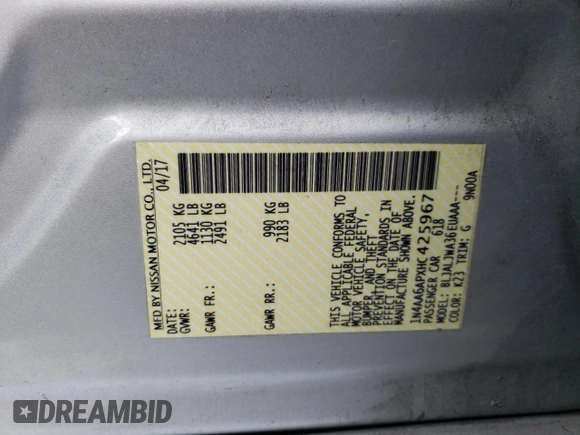 MFD BY NISSAN MOTOR CO., LTD.
DATE: 04/17
GVWR: 2105 KG
4641 LB
GAWR FR.: 1130 KG
2491 LB
GAWR RR.: 990 KG
2183 LB
THIS VEHICLE CONFORMS TO
ALL APPLICABLE FEDERAL
MOTOR VEHICLE SAFETY,
BUMPER, AND THEFT
PREVENTION STANDARDS IN
EFFECT ON THE DATE OF
MANUFACTURE SHOWN ABOVE.
1N4AA6APXHC425967
PASSENGER CAR 618
MODEL: BLJALJWA36EUAAA---
COLOR: K23 TRIM: G 9N00A
DREAMBID